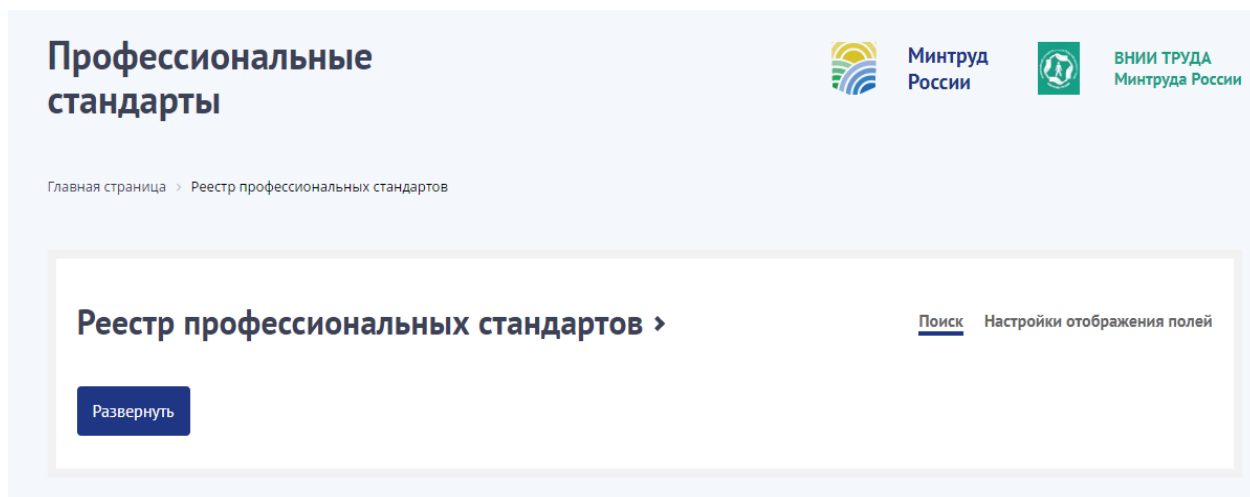 Профессиональные
стандарты
Минтруд
России
ВНИИ ТРУДА
Минтруда России
Главная страница > Реестр профессиональных стандартов
Реестр профессиональных стандартов >
Поиск
Настройки отображения полей
Развернуть